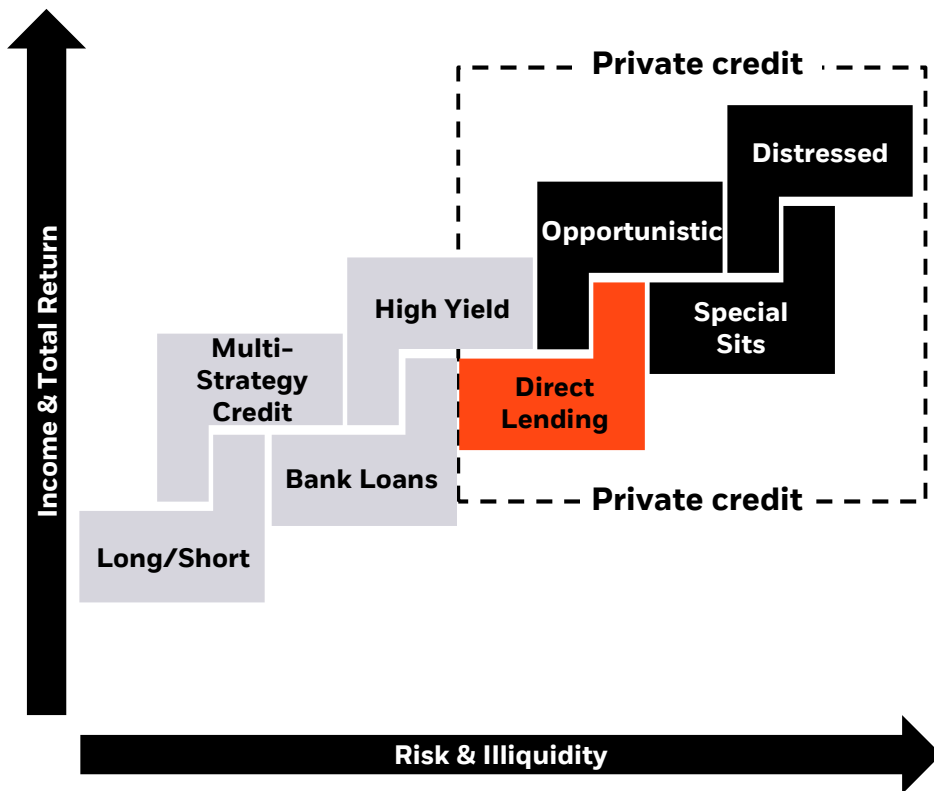 Private credit
Distressed
Opportunistic
High Yield
Special
Sits
Multi-
Strategy
Credit
Direct
Lending
Bank Loans
Private credit
Long/Short
Income & Total Return
Risk & Illiquidity